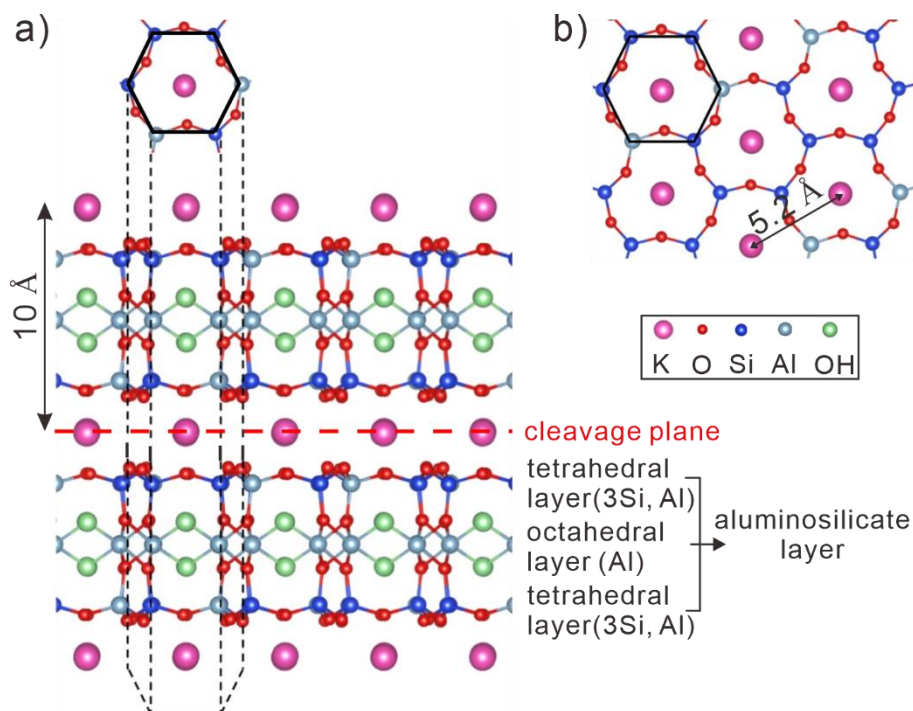 a)
b)
10 Å
5.2 Å
K O Si Al OH
cleavage plane
tetrahedral
layer(3Si, Al)
octahedral
layer (Al)
tetrahedral
layer(3Si, Al)
aluminosilicate
layer